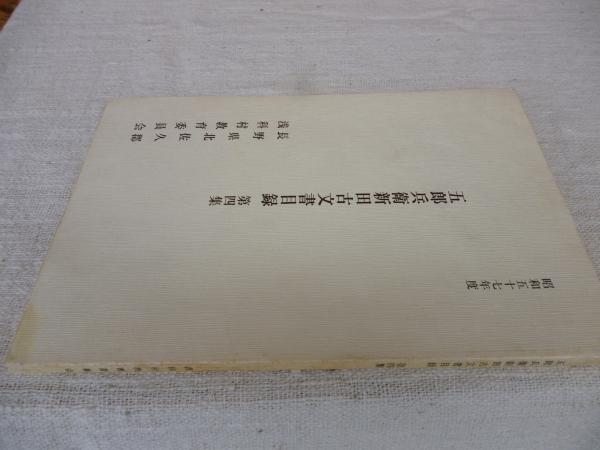 昭和五十七年度
五郎兵衛新田古文書目録 第四集
長野県北佐久郡
浅科村教育委員会